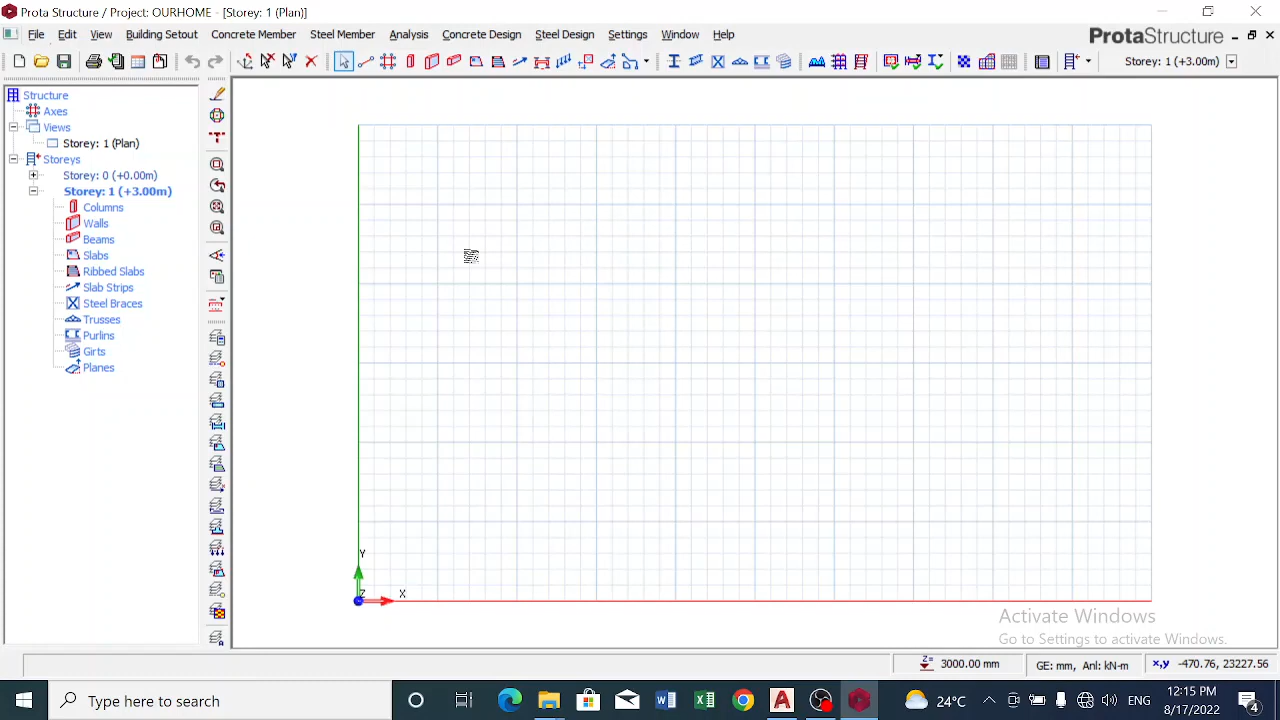 Prota Structure / Project: OURHOME - [Storey: 1 (Plan)]
File Edit View Building Setout Concrete Member Steel Member Analysis Concrete Design Steel Design Settings Window Help
ProtaStructure
Storey: 1 (+3.00m)
Structure
Axes
Views
Storey: 1 (Plan)
Storeys
Storey: 0 (+0.00m)
Storey: 1 (+3.00m)
Columns
Walls
Beams
Slabs
Ribbed Slabs
Slab Strips
Steel Braces
Trusses
Purlins
Girts
Planes
Y
Z X
Activate Windows
Go to Settings to activate Windows.
Z= 3000.00 mm GE: mm, Anl: kN-m x,y -470.76, 23227.56
Type here to search
24°C ENG
12:15 PM
8/17/2022
4